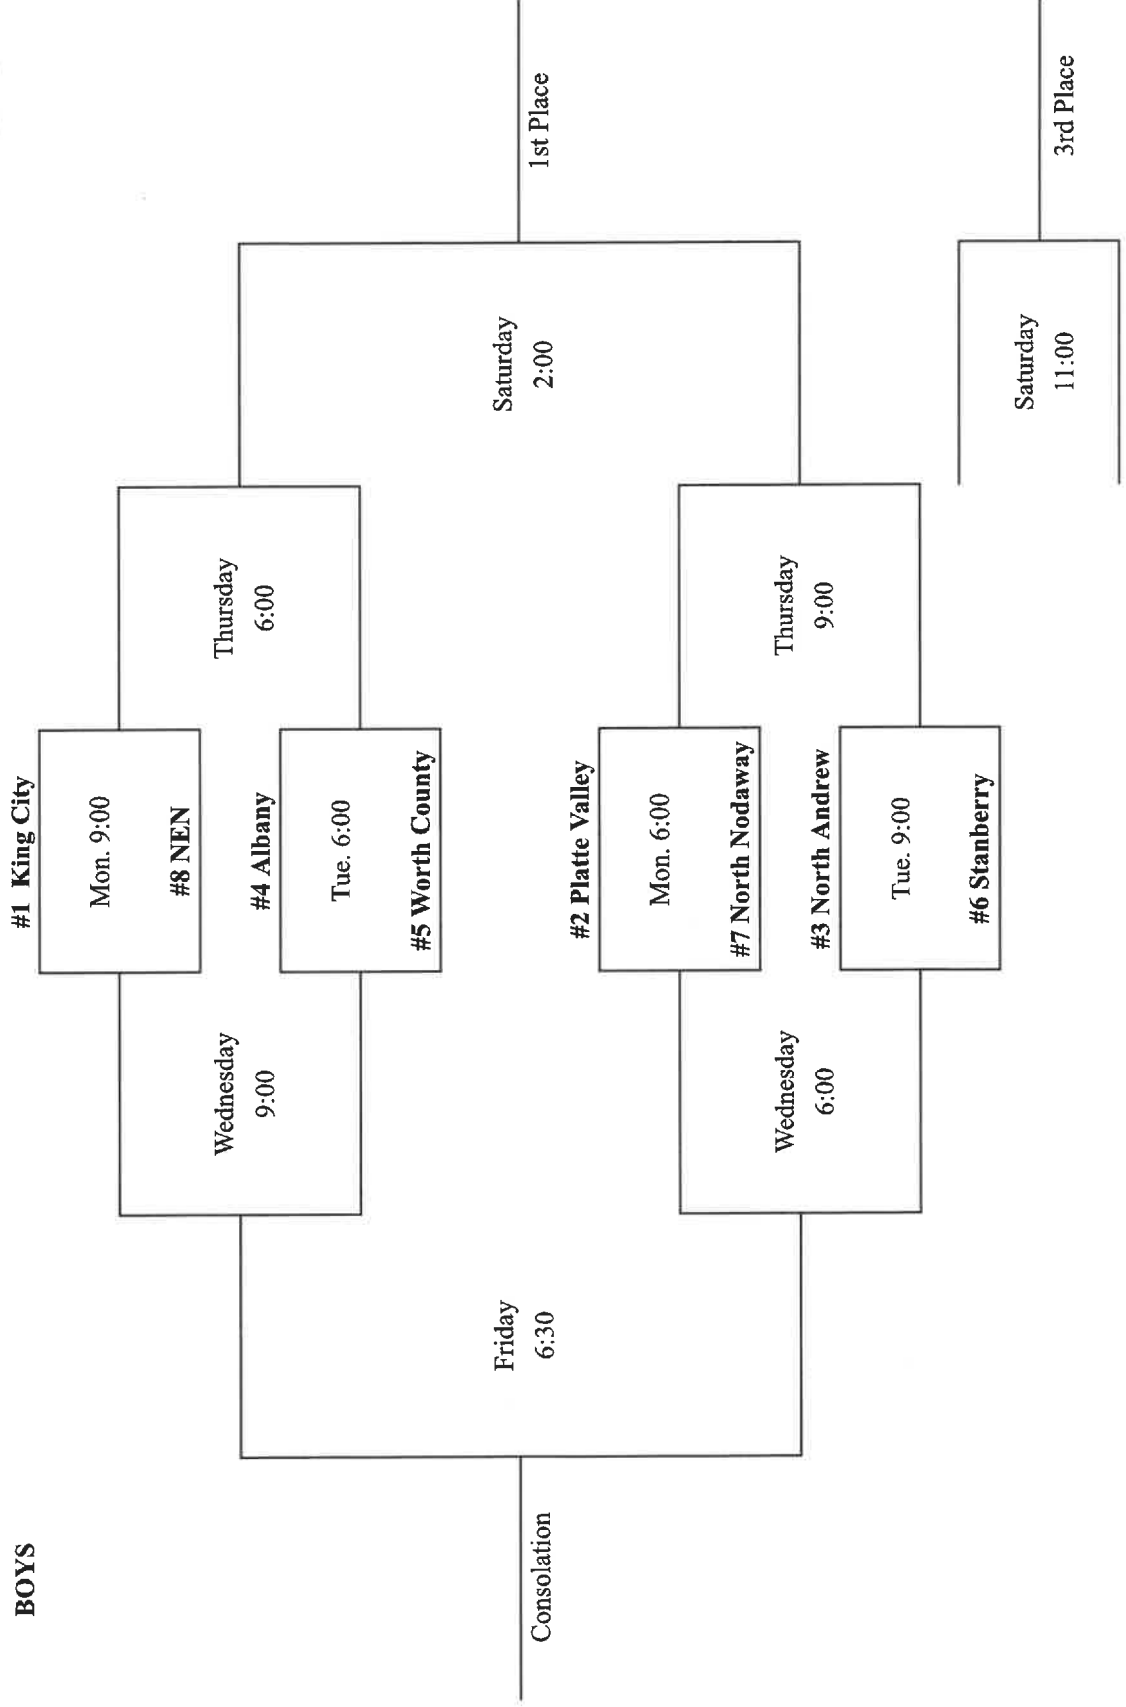 BOYS
#1 King City
Mon. 9:00
#8 NEN
#4 Albany
Tue. 6:00
#5 Worth County
#2 Platte Valley
Mon. 6:00
#7 North Nodaway
#3 North Andrew
Tue. 9:00
#6 Stanberry
Wednesday
9:00
Wednesday
6:00
Friday
6:30
Consolation
Thursday
6:00
Thursday
9:00
Saturday
2:00
1st Place
Saturday
11:00
3rd Place